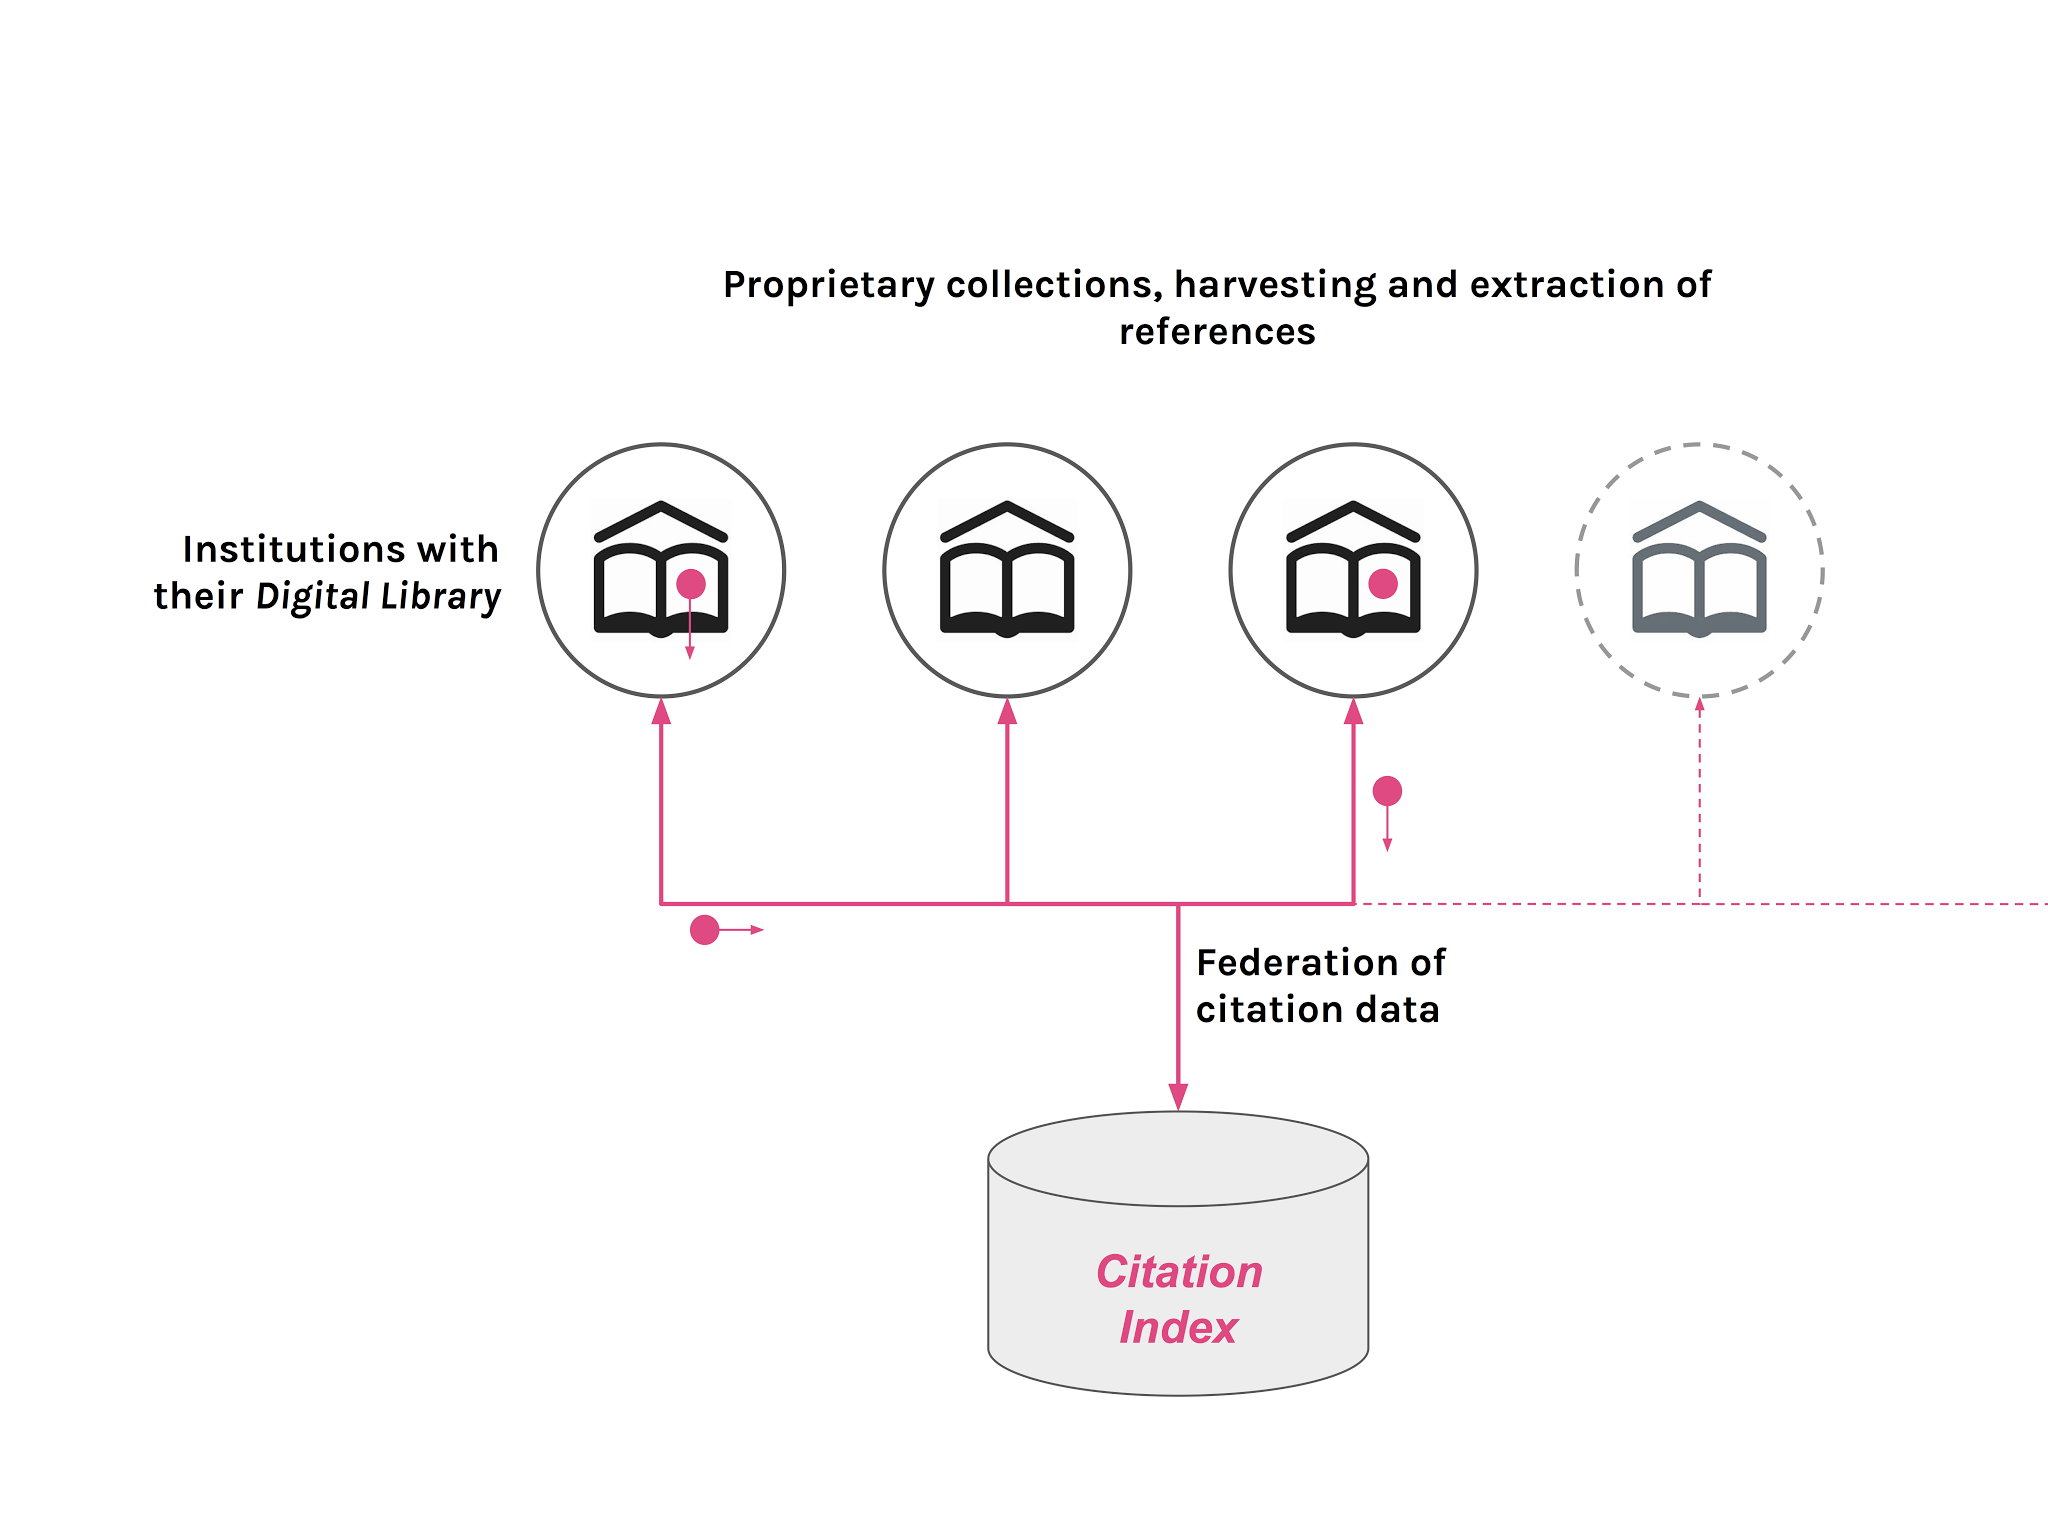 Proprietary collections, harvesting and extraction of
references
Institutions with
their Digital Library
Federation of
citation data
Citation
Index